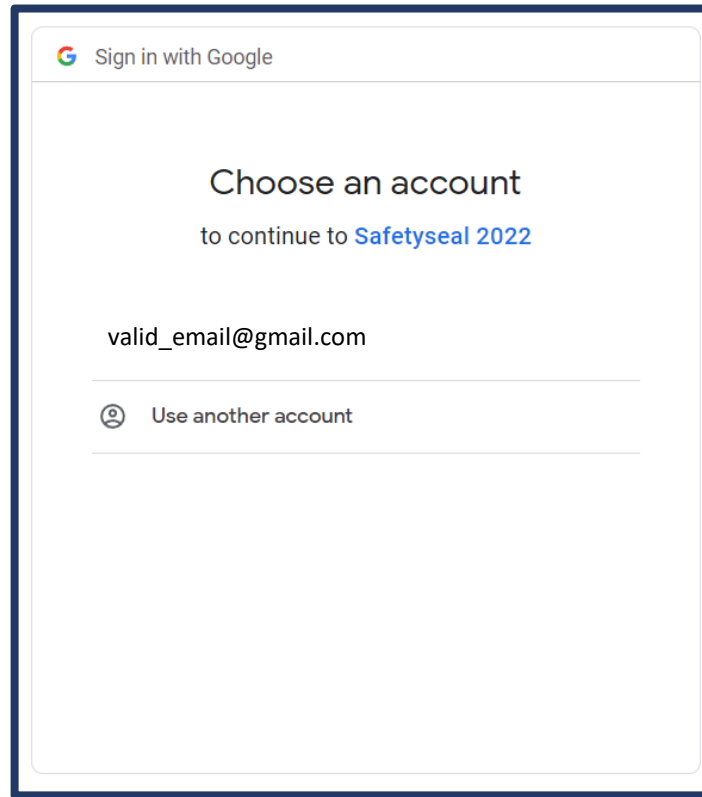 Sign in with Google
Choose an account
to continue to Safetyseal 2022
valid_email@gmail.com
Use another account